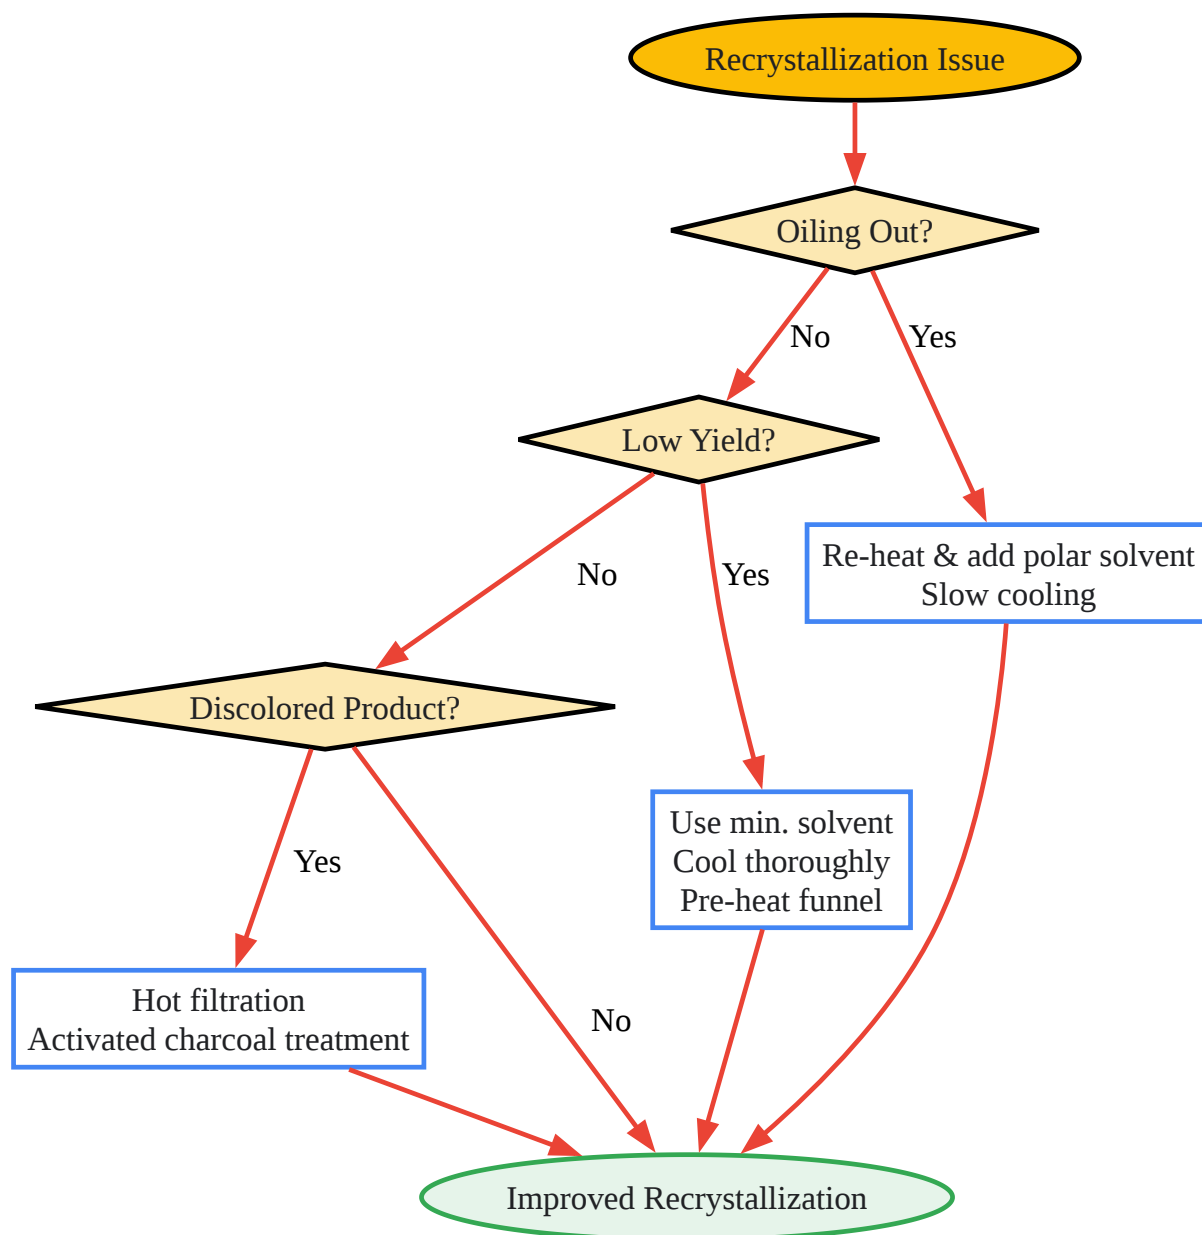 Recrystallization Issue
Oiling Out?
No
Yes
Low Yield?
Re-heat & add polar solvent
Slow cooling
No
Yes
Discolored Product?
Use min. solvent
Cool thoroughly
Pre-heat funnel
Yes
Hot filtration
Activated charcoal treatment
No
Improved Recrystallization